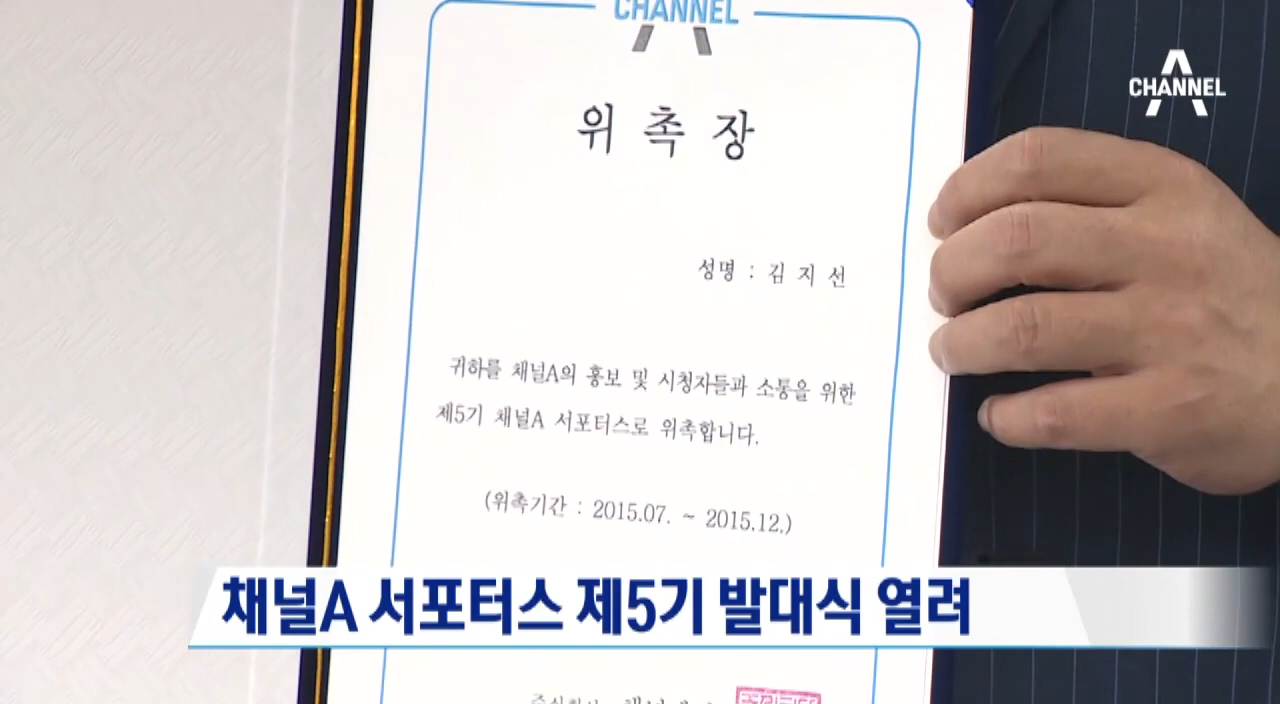 CHANNEL A
CHANNEL
위 촉 장
성명 : 김 지 선
귀하를 채널A의 홍보 및 시청자들과 소통을 위한
제5기 채널A 서포터스로 위촉합니다.
(위촉기간 : 2015.07. ~ 2015.12.)
채널A 서포터스 제5기 발대식 열려